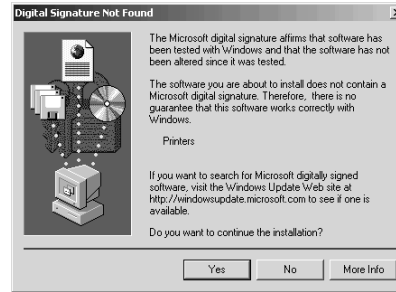 Digital Signature Not Found
The Microsoft digital signature affirms that software has
been tested with Windows and that the software has not
been altered since it was tested.
The software you are about to install does not contain a
Microsoft digital signature. Therefore, there is no
guarantee that this software works correctly with
Windows.
Printers
If you want to search for Microsoft digitally signed
software, visit the Windows Update Web site at
http://windowsupdate.microsoft.com to see if one is
available.
Do you want to continue the installation?
Yes No More Info